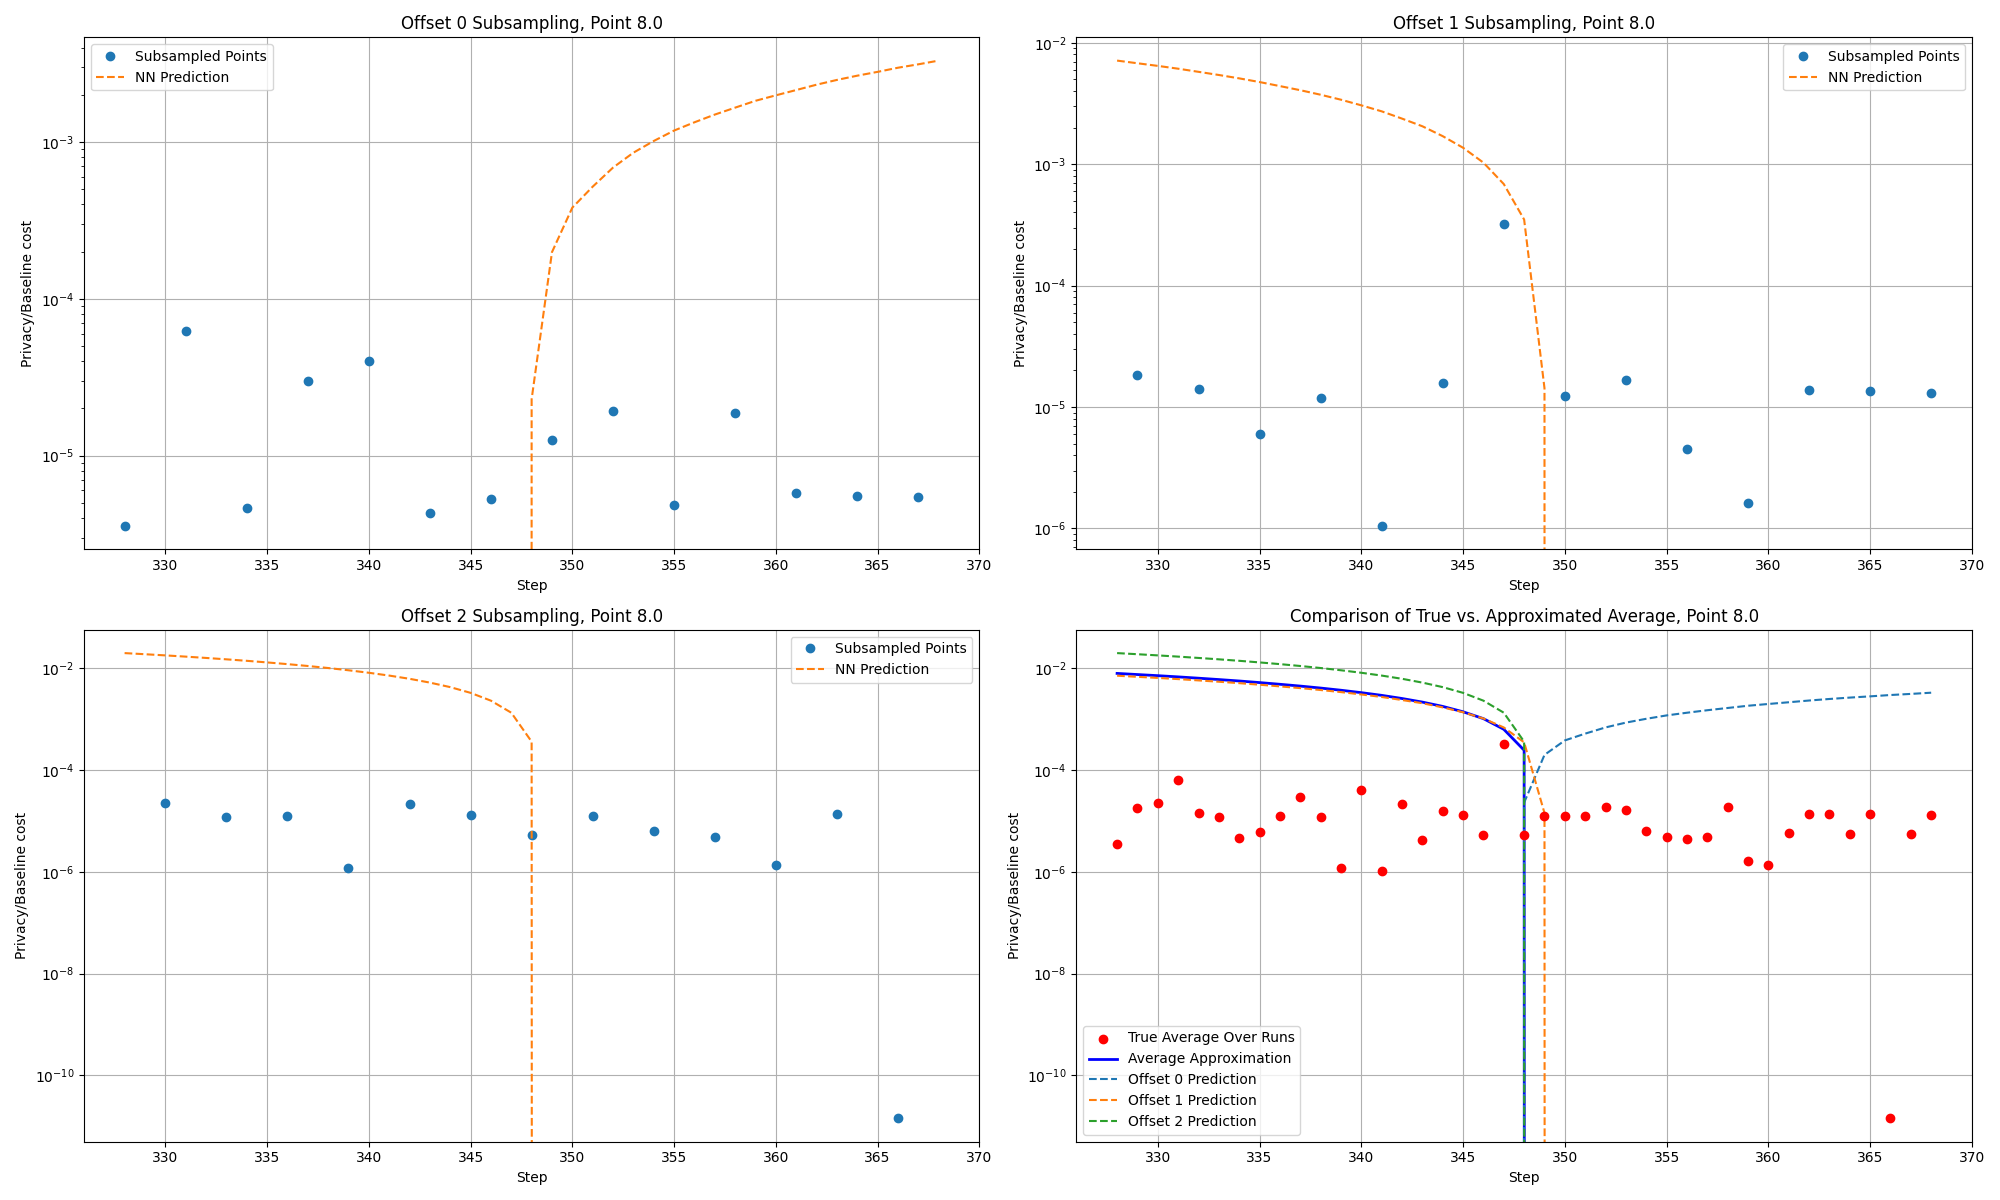 Offset 0 Subsampling, Point 8.0
Subsampled Points
NN Prediction
Privacy/Baseline cost
10⁻³
10⁻⁴
10⁻⁵
330 335 340 345 350 355 360 365 370
Step
Offset 1 Subsampling, Point 8.0
Subsampled Points
NN Prediction
Privacy/Baseline cost
10⁻²
10⁻³
10⁻⁴
10⁻⁵
10⁻⁶
330 335 340 345 350 355 360 365 370
Step
Offset 2 Subsampling, Point 8.0
Subsampled Points
NN Prediction
Privacy/Baseline cost
10⁻²
10⁻⁴
10⁻⁶
10⁻⁸
10⁻¹⁰
330 335 340 345 350 355 360 365 370
Step
Comparison of True vs. Approximated Average, Point 8.0
Privacy/Baseline cost
10⁻²
10⁻⁴
10⁻⁶
10⁻⁸
10⁻¹⁰
True Average Over Runs
Average Approximation
Offset 0 Prediction
Offset 1 Prediction
Offset 2 Prediction
330 335 340 345 350 355 360 365 370
Step